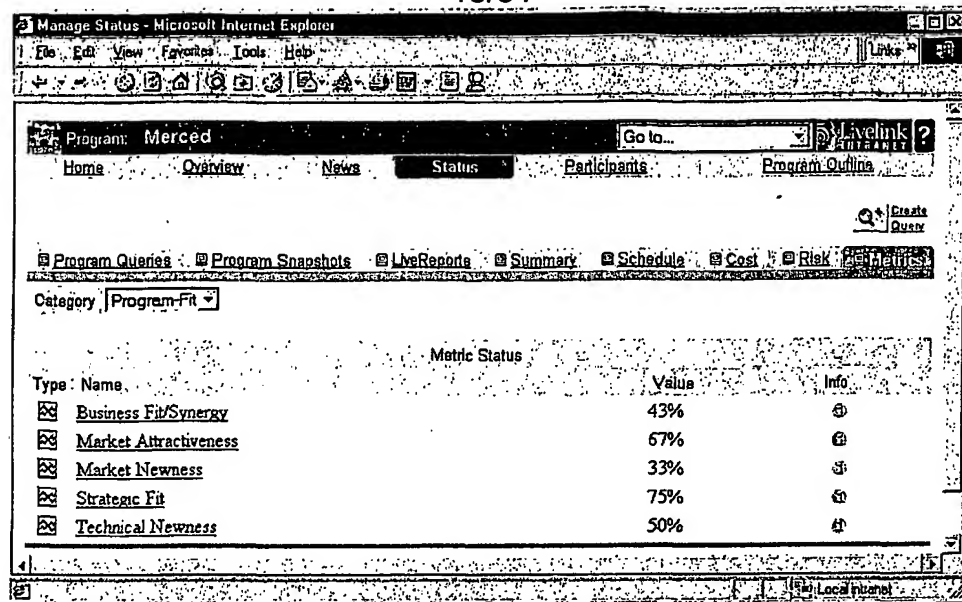 Manage Status - Microsoft Internet Explorer
File Edit View Favorites Tools Help Links »
Program: Merced Go to... Livelink ?
INTRANET
Home Overview News Status Participants Program Outline
Create
Query
Program Queries Program Snapshots LiveReports Summary Schedule Cost Risk Metrics
Category Program-Fit
Metric Status
Type Name Value Info
Business Fit/Synergy 43%
Market Attractiveness 67%
Market Newness 33%
Strategic Fit 75%
Technical Newness 50%
Local intranet